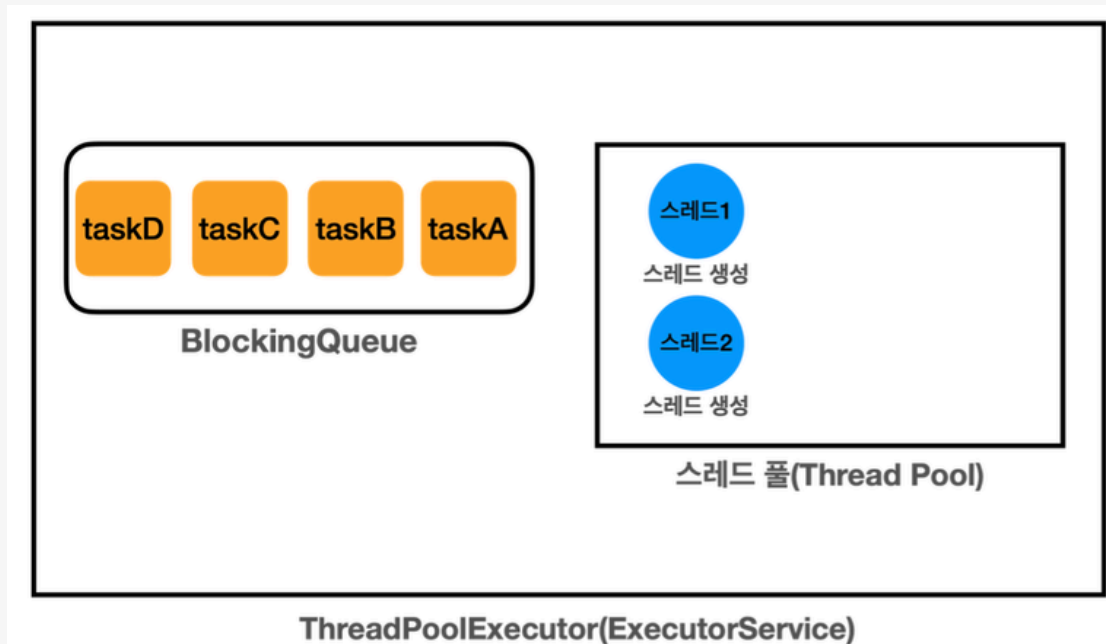 taskD taskC taskB taskA
BlockingQueue
스레드1
스레드 생성
스레드2
스레드 생성
스레드 풀(Thread Pool)
ThreadPoolExecutor(ExecutorService)